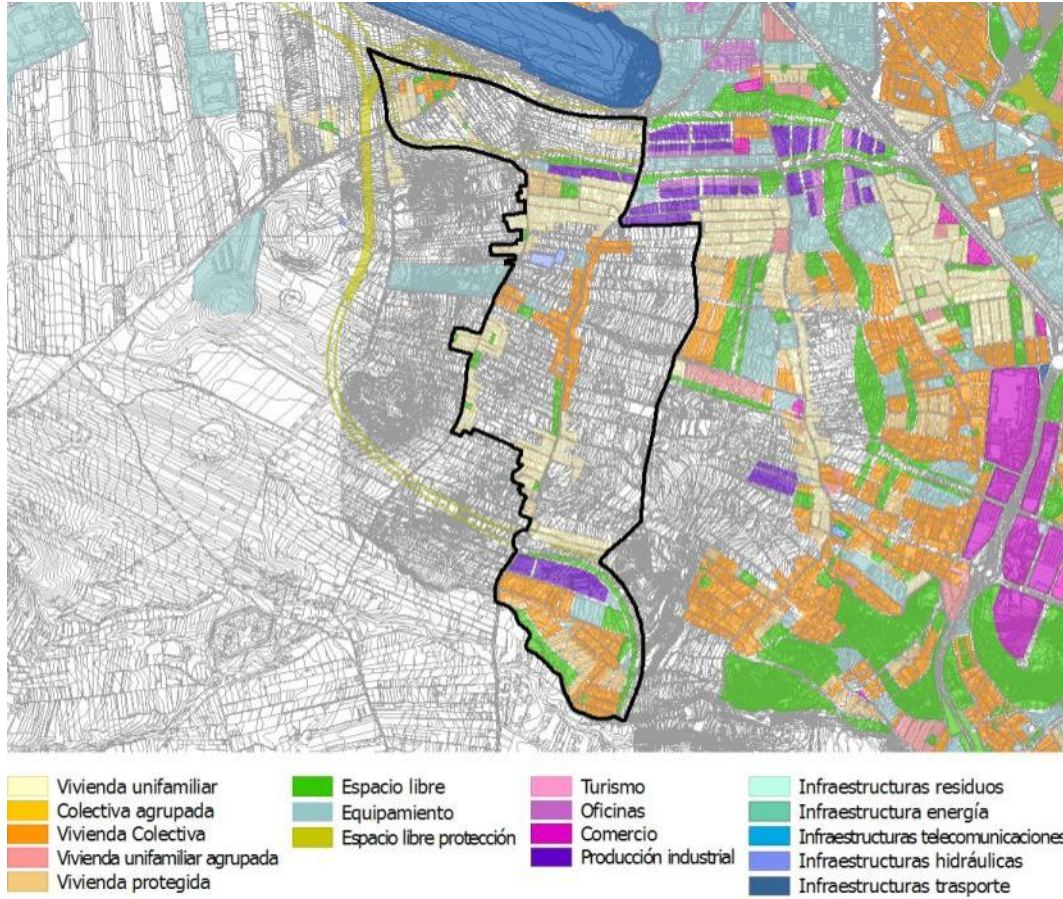 Vivienda unifamiliar
Colectiva agrupada
Vivienda Colectiva
Vivienda unifamiliar agrupada
Vivienda protegida
Espacio libre
Equipamiento
Espacio libre protección
Turismo
Oficinas
Comercio
Producción industrial
Infraestructuras residuos
Infraestructura energía
Infraestructuras telecomunicaciones
Infraestructuras hidráulicas
Infraestructuras trasporte